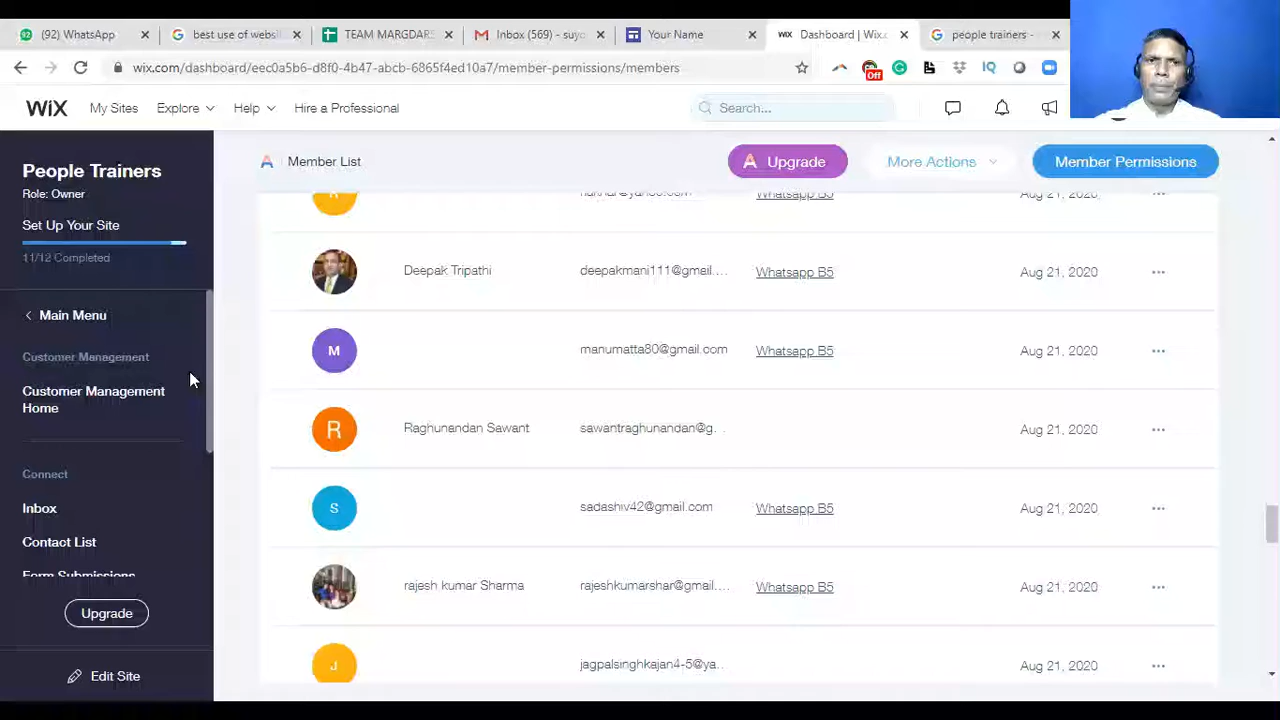 (92) WhatsApp
best use of websi
TEAM MARGDAR
Inbox (569) - suyo
Your Name
WIX Dashboard | Wix.c
people trainers -
wix.com/dashboard/eec0a5b6-d8f0-4b47-abcb-6865f4ed10a7/member-permissions/members
Off
WiX My Sites Explore Help Hire a Professional Search...
People Trainers
Role: Owner
Set Up Your Site
11/12 Completed
Main Menu
Customer Management
Customer Management
Home
Connect
Inbox
Contact List
Form Submissions
Upgrade
Edit Site
Member List
Upgrade
More Actions
Member Permissions
Whatsapp B5 Aug 21, 2020
Deepak Tripathi deepakmani111@gmail.... Whatsapp B5 Aug 21, 2020
M manumatta80@gmail.com Whatsapp B5 Aug 21, 2020
R Raghunandan Sawant sawantraghunandan@g... Aug 21, 2020
S sadashiv42@gmail.com Whatsapp B5 Aug 21, 2020
rajesh kumar Sharma rajeshkumarshar@gmail.... Whatsapp B5 Aug 21, 2020
J jagpalsinghkajan4-5@ya... Aug 21, 2020